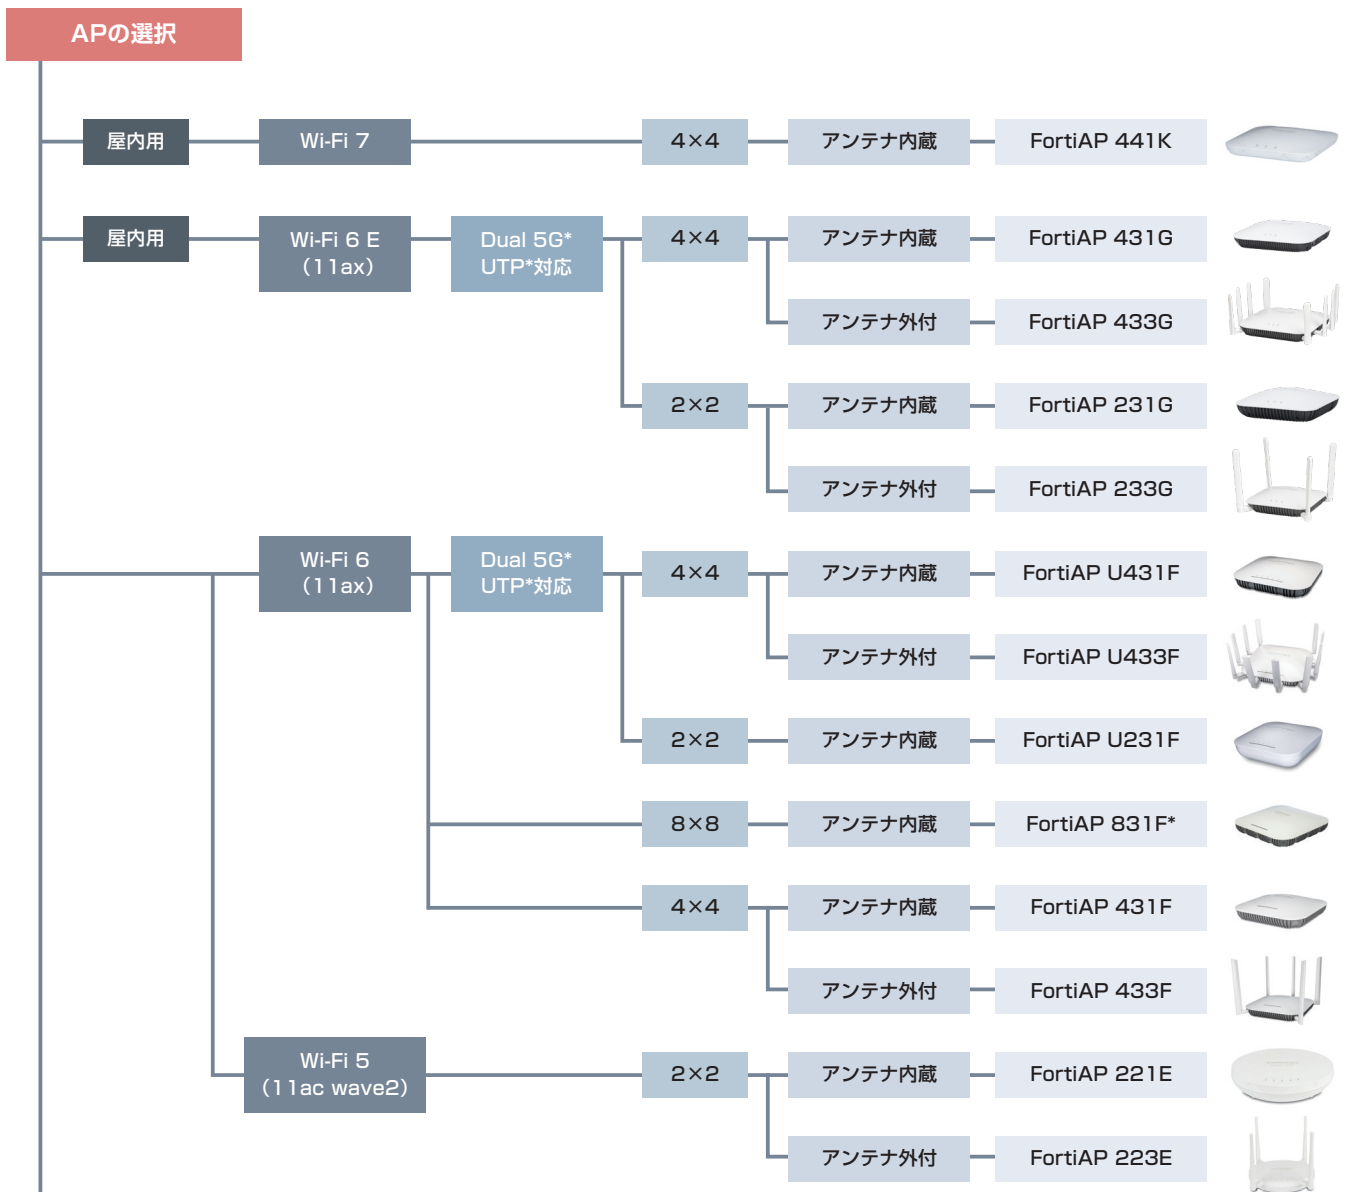 APの選択
屋内用
Wi-Fi 7
4×4
アンテナ内蔵
FortiAP 441K
屋内用
Wi-Fi 6 E
（11ax）
Dual 5G*
UTP*対応
4×4
アンテナ内蔵
FortiAP 431G
アンテナ外付
FortiAP 433G
2×2
アンテナ内蔵
FortiAP 231G
アンテナ外付
FortiAP 233G
Wi-Fi 6
（11ax）
Dual 5G*
UTP*対応
4×4
アンテナ内蔵
FortiAP U431F
アンテナ外付
FortiAP U433F
2×2
アンテナ内蔵
FortiAP U231F
8×8
アンテナ内蔵
FortiAP 831F*
4×4
アンテナ内蔵
FortiAP 431F
アンテナ外付
FortiAP 433F
Wi-Fi 5
（11ac wave2）
2×2
アンテナ内蔵
FortiAP 221E
アンテナ外付
FortiAP 223E